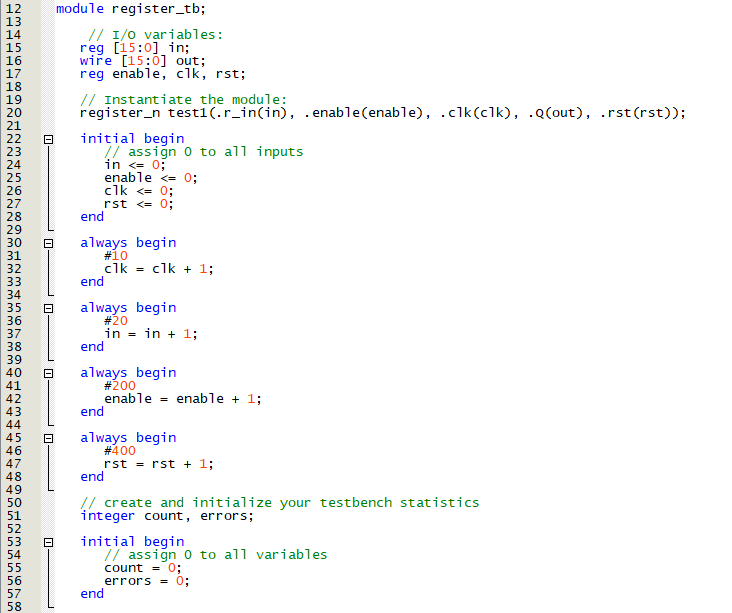 12 module register_tb;
13
14 // I/O variables:
15 reg [15:0] in;
16 wire [15:0] out;
17 reg enable, clk, rst;
18
19 // Instantiate the module:
20 register_n test1(.r_in(in), .enable(enable), .clk(clk), .Q(out), .rst(rst));
21
22 initial begin
23 // assign 0 to all inputs
24 in <= 0;
25 enable <= 0;
26 clk <= 0;
27 rst <= 0;
28 end
29
30 always begin
31 #10
32 clk = clk + 1;
33 end
34
35 always begin
36 #20
37 in = in + 1;
38 end
39
40 always begin
41 #200
42 enable = enable + 1;
43 end
44
45 always begin
46 #400
47 rst = rst + 1;
48 end
49
50 // create and initialize your testbench statistics
51 integer count, errors;
52
53 initial begin
54 // assign 0 to all variables
55 count = 0;
56 errors = 0;
57 end
58